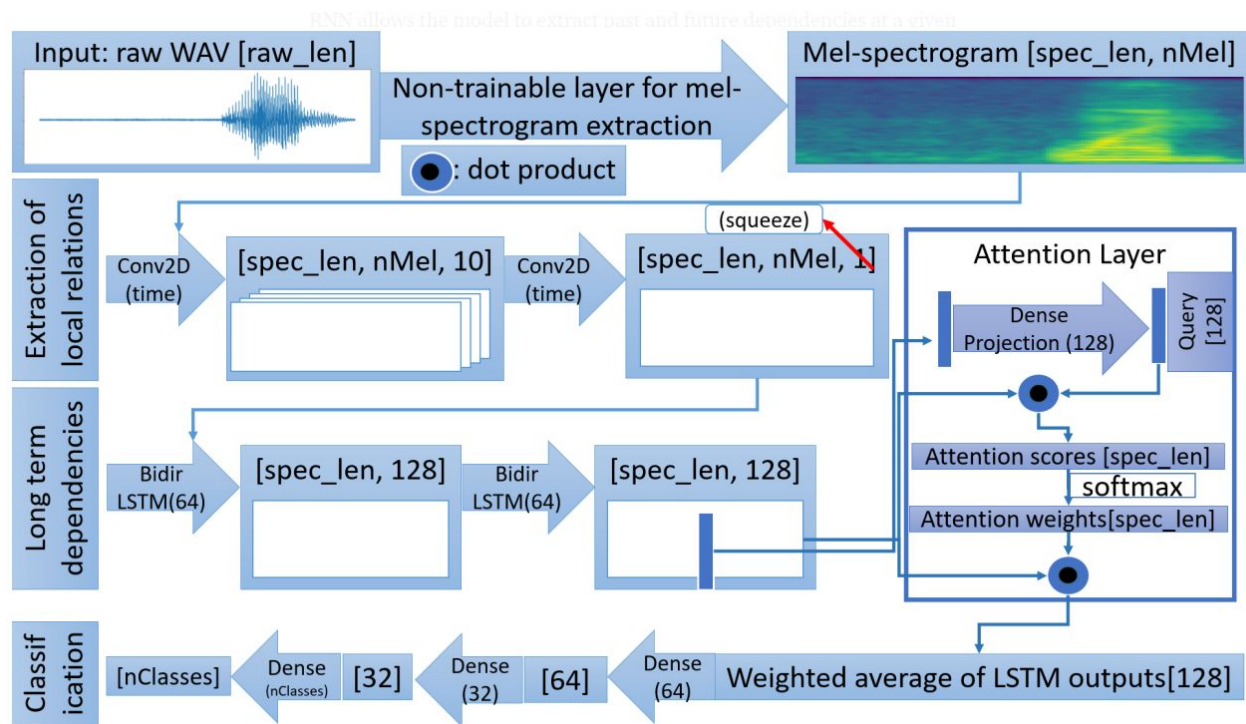 RNN allows the model to extract past and future dependencies at a given
Input: raw WAV [raw_len]
Non-trainable layer for mel-
spectrogram extraction
Mel-spectrogram [spec_len, nMel]
: dot product
Extraction of
local relations
Conv2D
(time)
[spec_len, nMel, 10]
Conv2D
(time)
(squeeze)
[spec_len, nMel, 1]
Attention Layer
Dense
Projection (128)
Query
[128]
Attention scores [spec_len]
softmax
Attention weights[spec_len]
Long term
dependencies
Bidir
LSTM(64)
[spec_len, 128]
Bidir
LSTM(64)
[spec_len, 128]
Classif
ication
[nClasses]
Dense
(nClasses)
[32]
Dense
(32)
[64]
Dense
(64)
Weighted average of LSTM outputs[128]